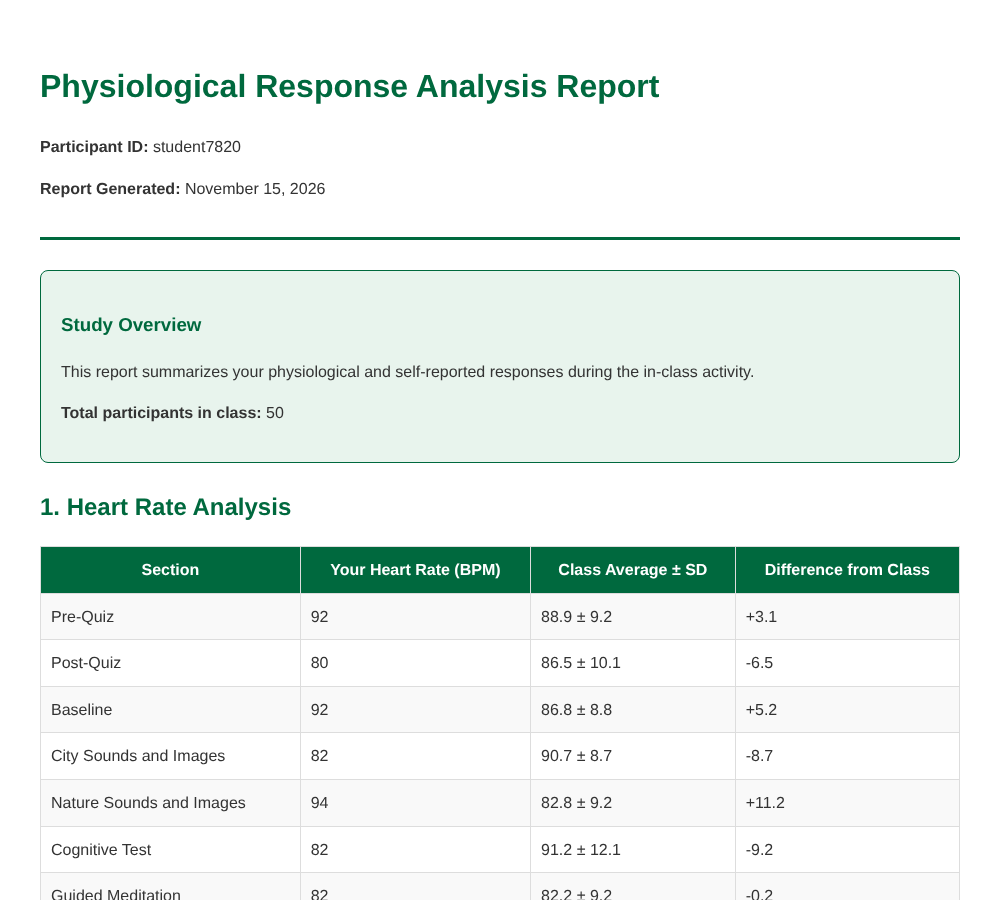 Physiological Response Analysis Report
Participant ID: student7820
Report Generated: November 15, 2026
Study Overview
This report summarizes your physiological and self-reported responses during the in-class activity.
Total participants in class: 50
1. Heart Rate Analysis
Section Your Heart Rate (BPM) Class Average ± SD Difference from Class
Pre-Quiz 92 88.9 ± 9.2 +3.1
Post-Quiz 80 86.5 ± 10.1 -6.5
Baseline 92 86.8 ± 8.8 +5.2
City Sounds and Images 82 90.7 ± 8.7 -8.7
Nature Sounds and Images 94 82.8 ± 9.2 +11.2
Cognitive Test 82 91.2 ± 12.1 -9.2
Guided Meditation 82 82.2 ± 9.2 -0.2